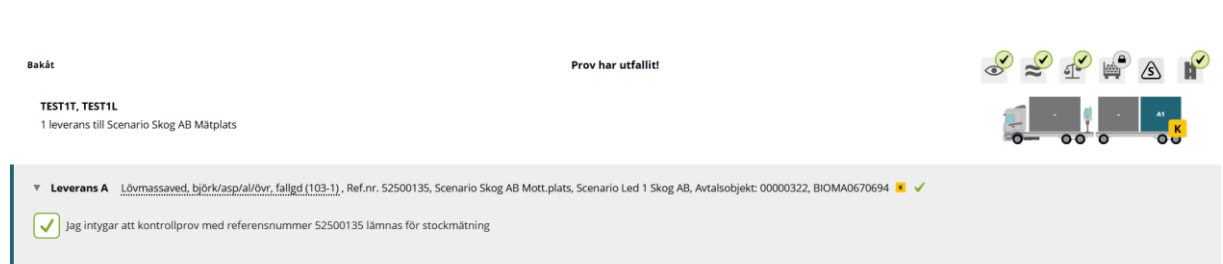 Bakåt
Prov har utfallit!
TEST1T, TEST1L
1 leverans till Scenario Skog AB Mätplats
S
- - A1
K
Leverans A Lövmassaved, björk/asp/al/övr, fallgd (103-1) , Ref.nr. 52500135, Scenario Skog AB Mott.plats, Scenario Led 1 Skog AB, Avtalsobjekt: 00000322, BIOMA0670694 K
Jag intygar att kontrollprov med referensnummer 52500135 lämnas för stockmätning